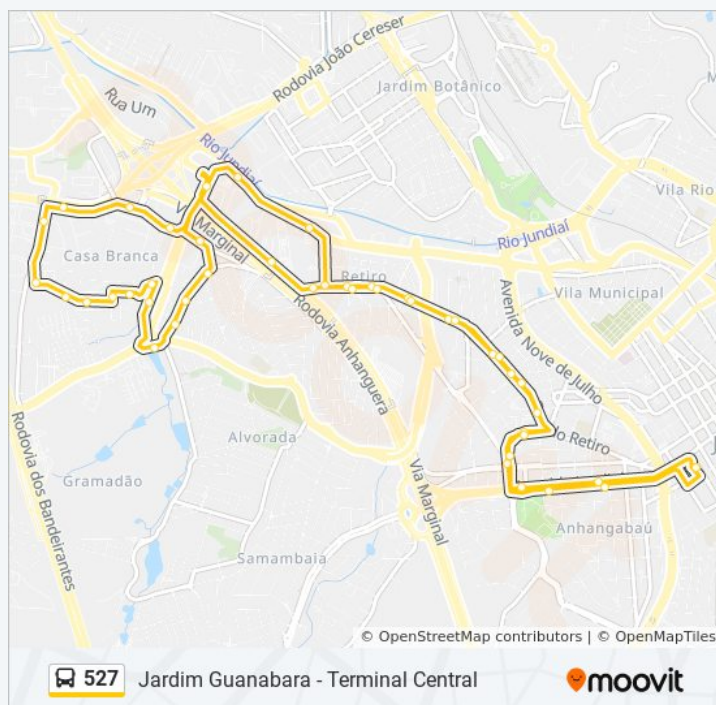 Rodovia João Cereser
Jardim Botânico
Rua Um
Rio Jundiaí
Vila Rio
Rio Jundiaí
Marginal
Casa Branca
Retiro
Vila Municipal
Avenida Nove de Julho
Rodovia Anhanguera
Rodovia dos Bandeirantes
Alvorada
Retiro
Gramadão
Via Marginal
Anhangabaú
Samambaia
© OpenStreetMap contributors | © OpenMapTiles
527 Jardim Guanabara - Terminal Central
moovit